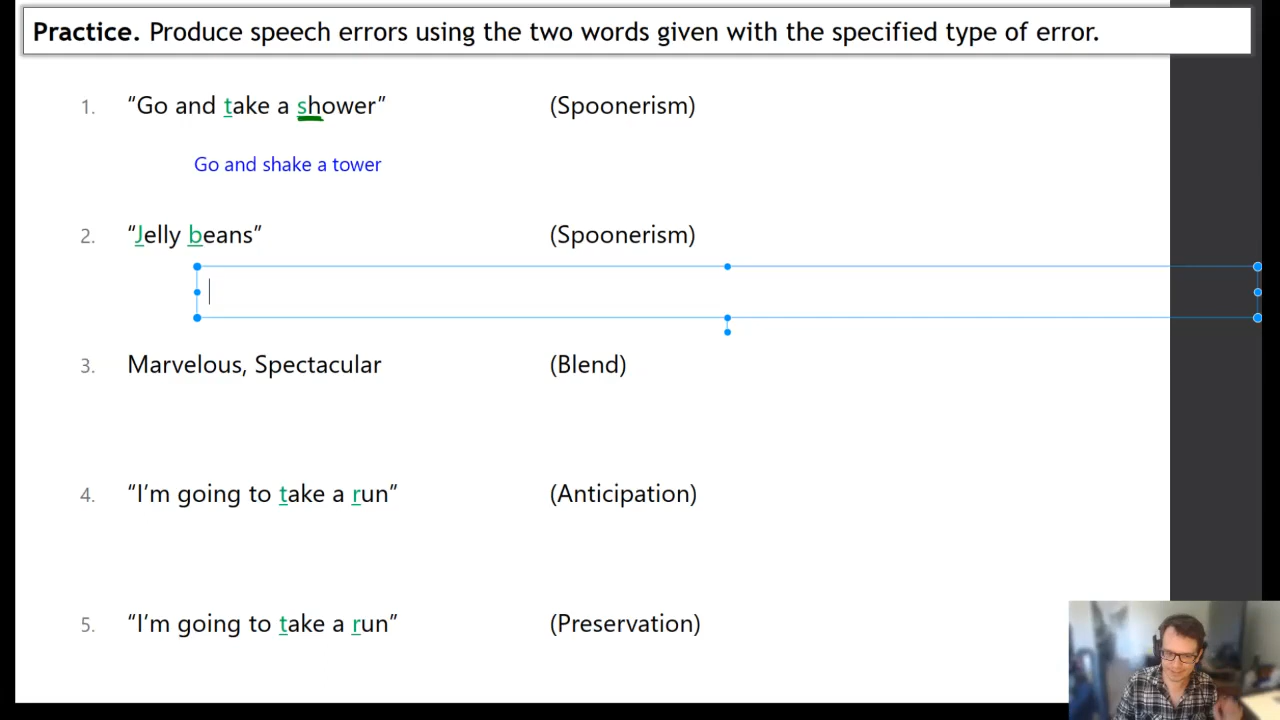 Practice. Produce speech errors using the two words given with the specified type of error.
1. “Go and take a shower” (Spoonerism)
Go and shake a tower
2. “Jelly beans” (Spoonerism)
3. Marvelous, Spectacular (Blend)
4. “I’m going to take a run” (Anticipation)
5. “I’m going to take a run” (Preservation)